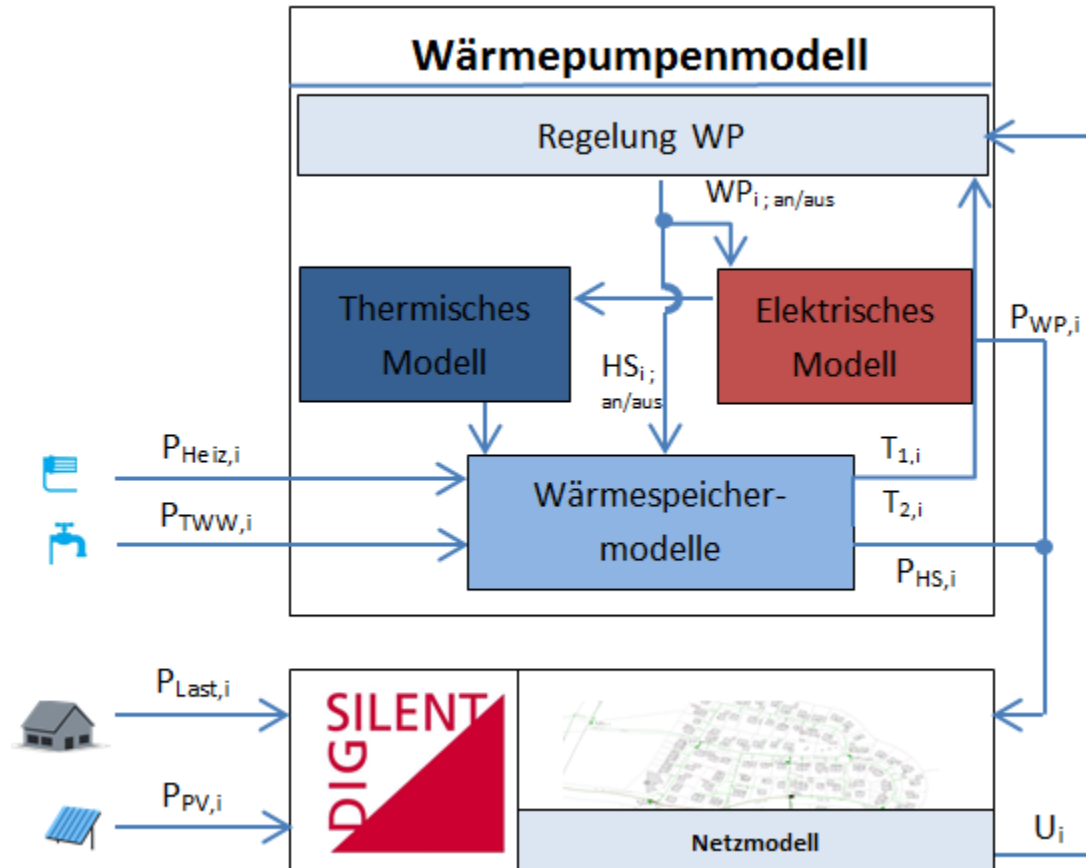 Wärmepumpenmodell
Regelung WP
WPi ; an/aus
Thermisches
Modell
Elektrisches
Modell
PWP,i
HSi ;
an/aus
PHeiz,i
T1,i
PTWW,i
Wärmespeicher-
modelle
T2,i
PHS,i
PLast,i
SILENT
DIG
PPV,i
Netzmodell
Ui